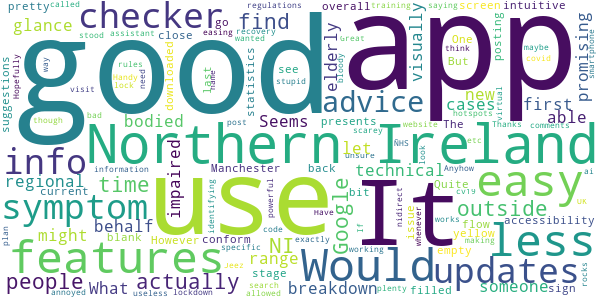 pretty called regulations training saying screen intuitive
glance checker go find overall assistant stood easing recovery wanted close
good app
suggestions handy lock rules downloaded statistics One think But maybe covid
visually elderly posting promising
visit stupid see last name need way
bodied advice new cases first
though post bad Seems presents The able
Northern Ireland
info let technical
symptom time Manchester back bit
regional current behalf impaired use It easy
features might blank However conform NI range Google
people What actually Would updates
less outside
information powerful identifying code exactly specific
stage breakdown filled someone sign
plan annoyed useless lockdown Jeez search allowed working making plenty
empty yellow issue flow accessibility
bloody Great scarey unsure website hotspots virtual Thanks comments smartphone
NHS etc look Anyhow quite nidirect cv19 works whenever If Have
Hopefully UK ai rocks